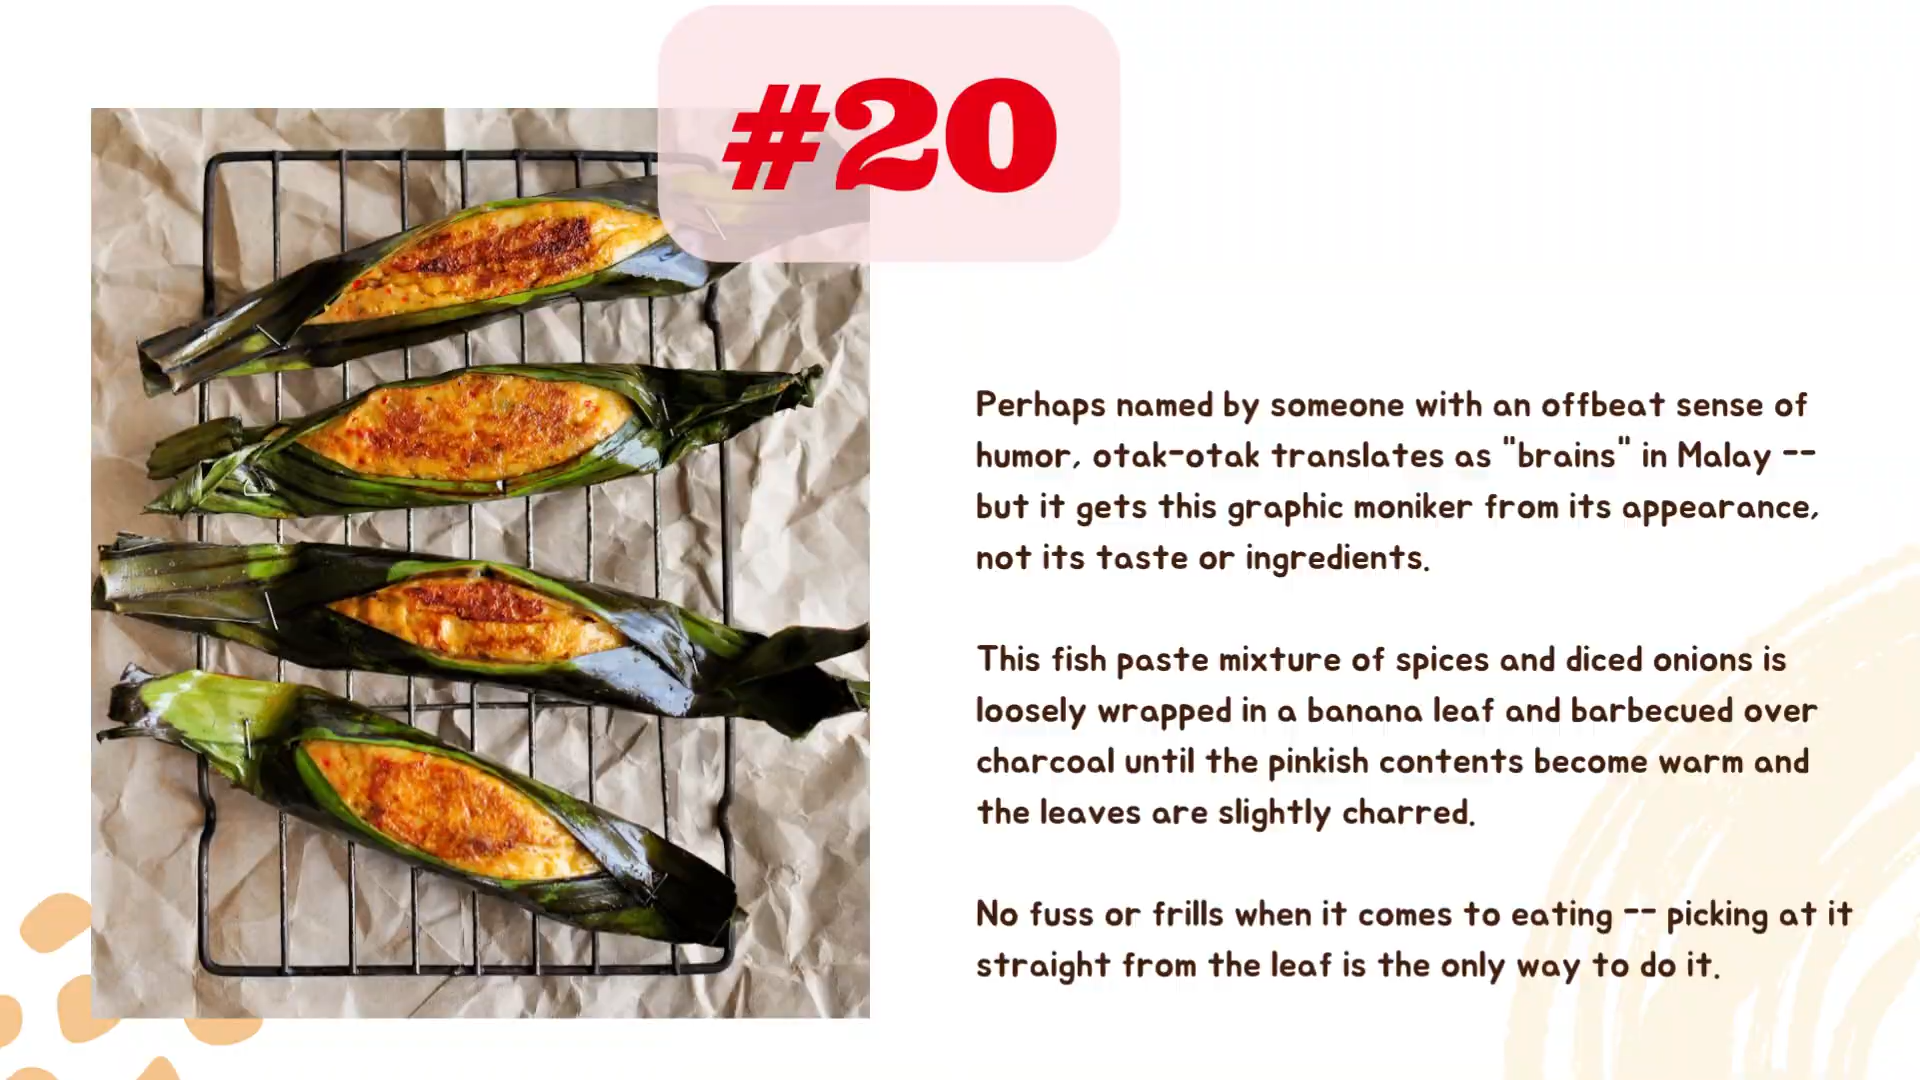 #20
Perhaps named by someone with an offbeat sense of
humor, otak-otak translates as "brains" in Malay --
but it gets this graphic moniker from its appearance,
not its taste or ingredients.
This fish paste mixture of spices and diced onions is
loosely wrapped in a banana leaf and barbecued over
charcoal until the pinkish contents become warm and
the leaves are slightly charred.
No fuss or frills when it comes to eating -- picking at it
straight from the leaf is the only way to do it.